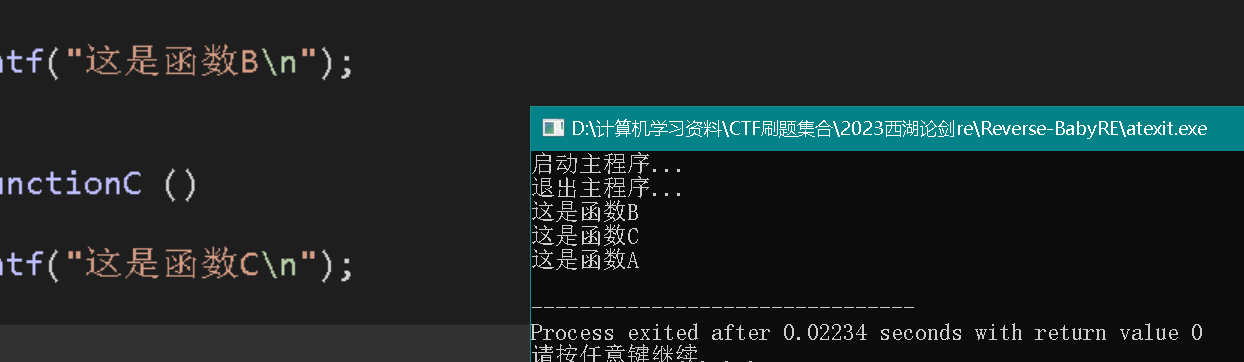 ntf("这是函数B\n");
unctionC ()
ntf("这是函数C\n");
D:\计算机学习资料\CTF刷题集合\2023西湖论剑re\Reverse-BabyRE\atexit.exe
启动主程序...
退出主程序...
这是函数B
这是函数C
这是函数A
--------------------------------
Process exited after 0.02234 seconds with return value 0
请按任意键继续. . .